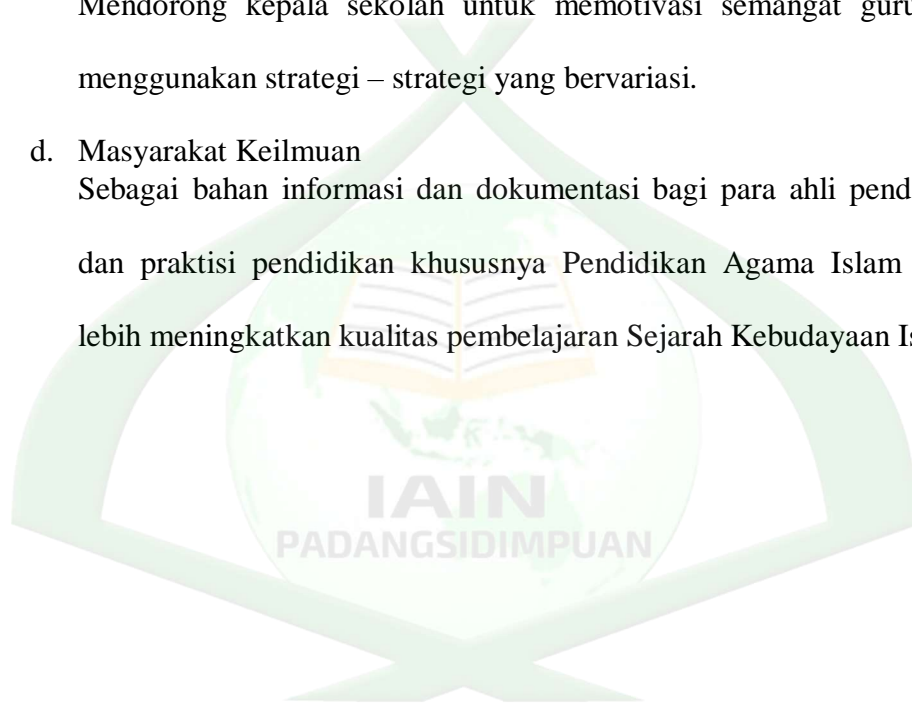 Mendorong kepala sekolah untuk memotivasi semangat guru
menggunakan strategi – strategi yang bervariasi.
d. Masyarakat Keilmuan
Sebagai bahan informasi dan dokumentasi bagi para ahli pend
dan praktisi pendidikan khususnya Pendidikan Agama Islam
lebih meningkatkan kualitas pembelajaran Sejarah Kebudayaan Is
IAIN
PADANGSIDIMPUAN